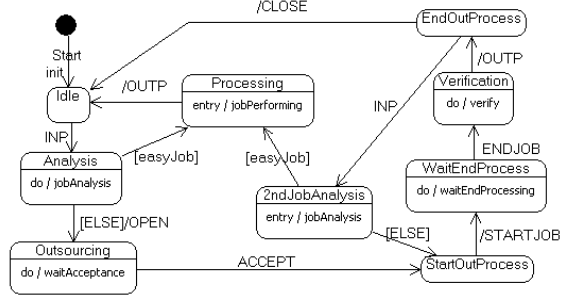 /CLOSE
EndOutProcess
Start
init
/OUTP
/OUTP
Idle
Processing
entry / jobPerforming
Verification
do / verify
INP
INP
Analysis
do / jobAnalysis
[easyJob]
[easyJob]
ENDJOB
WaitEndProcess
do / waitEndProcessing
2ndJobAnalysis
entry / jobAnalysis
[ELSE]/OPEN
[ELSE]
/STARTJOB
Outsourcing
do / waitAcceptance
ACCEPT
StartOutProcess